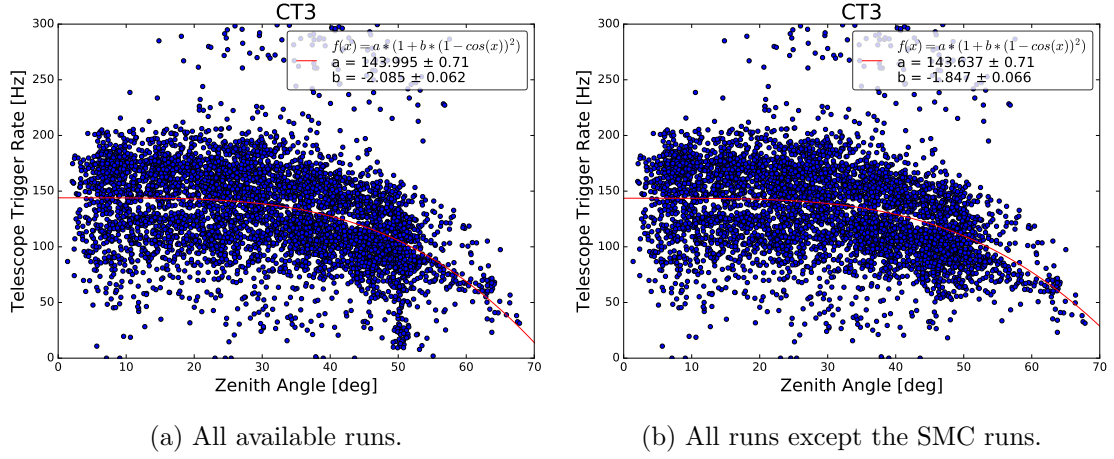 CT3
f(x) = a * (1 + b * (1 - cos(x))^2)
a = 143.995 ± 0.71
b = -2.085 ± 0.062
Telescope Trigger Rate [Hz]
300
250
200
150
100
50
0
0 10 20 30 40 50 60 70
Zenith Angle [deg]
(a) All available runs.
CT3
f(x) = a * (1 + b * (1 - cos(x))^2)
a = 143.637 ± 0.71
b = -1.847 ± 0.066
Telescope Trigger Rate [Hz]
300
250
200
150
100
50
0
0 10 20 30 40 50 60 70
Zenith Angle [deg]
(b) All runs except the SMC runs.